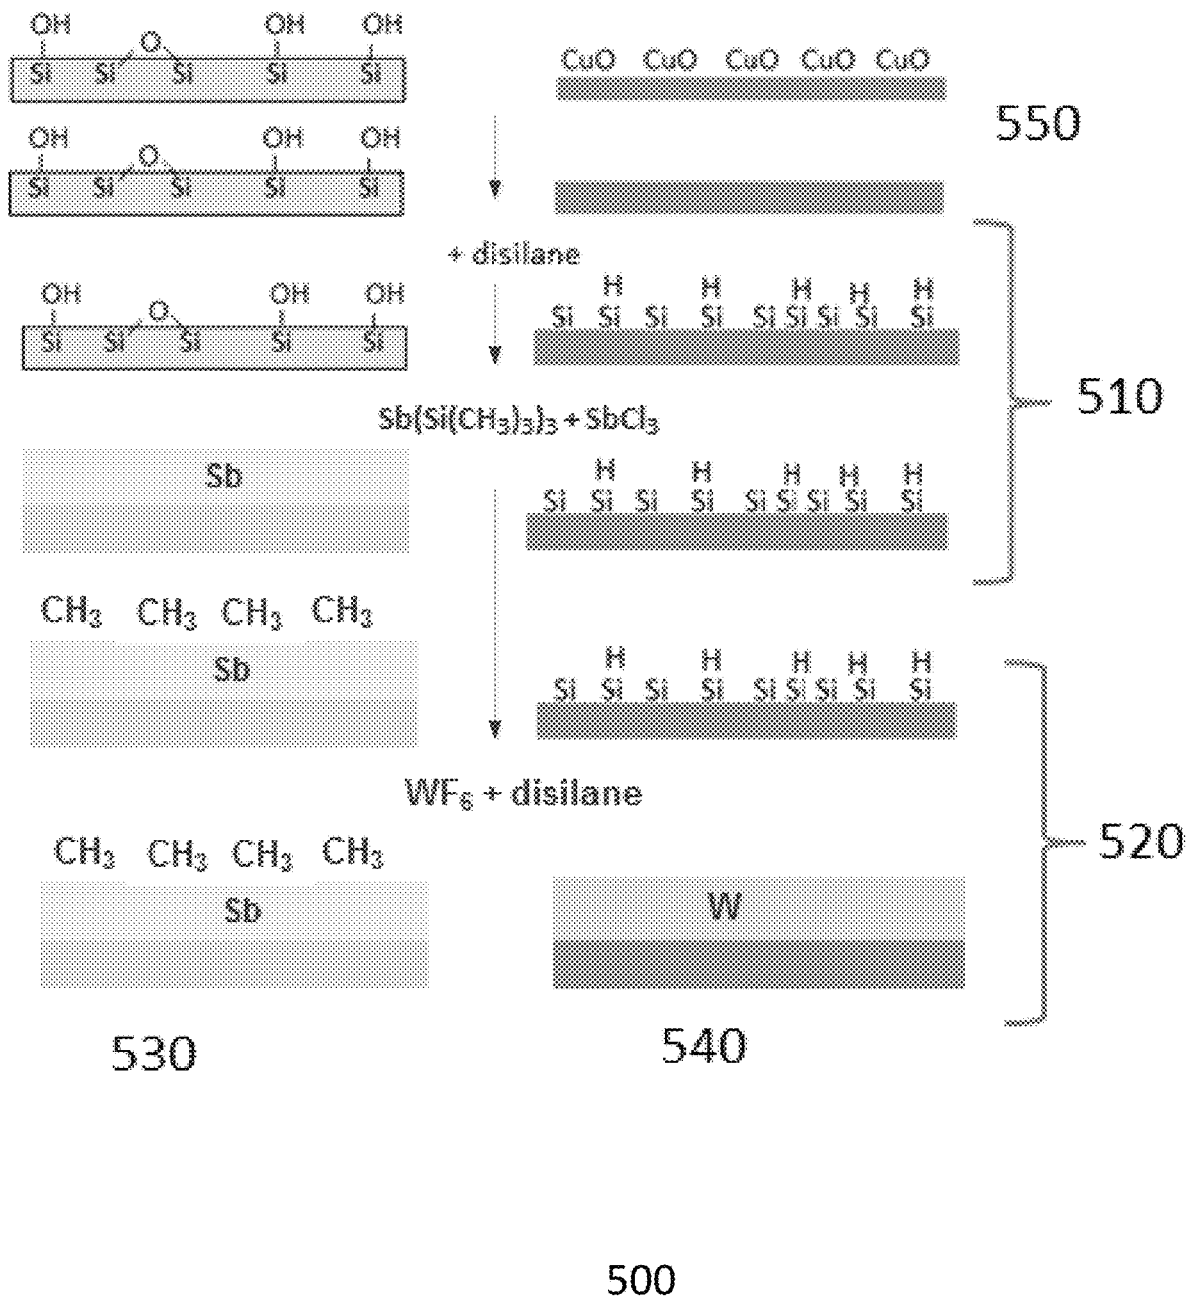 OH OH OH
O
Si Si Si Si Si
CuO CuO CuO CuO CuO
550
OH OH OH
O
Si Si Si Si Si
+ disilane
OH OH OH
O
Si Si Si Si Si
H H H H H
Si Si Si Si Si Si Si Si Si
510
Sb(Si(CH₃)₃)₃ + SbCl₃
Sb
H H H H H
Si Si Si Si Si Si Si Si Si
CH₃ CH₃ CH₃ CH₃
Sb
H H H H H
Si Si Si Si Si Si Si Si Si
WF₆ + disilane
520
CH₃ CH₃ CH₃ CH₃
Sb
W
530
540
500